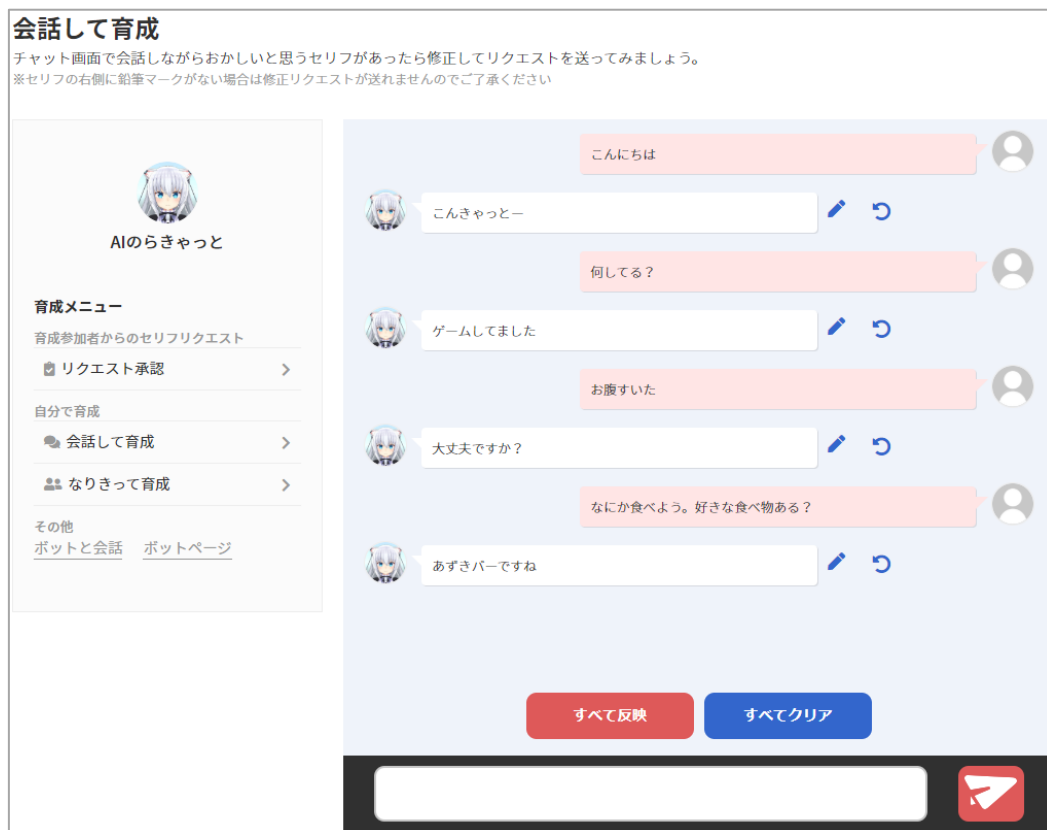 会話して育成
チャット画面で会話しながらおかしいと思うセリフがあったら修正してリクエストを送ってみましょう。
※セリフの右側に鉛筆マークがない場合は修正リクエストが送れませんのでご了承ください
AIのらきゃっと
育成メニュー
育成参加者からのセリフリクエスト
リクエスト承認
自分で育成
会話して育成
なりきって育成
その他
ボットと会話 ボットページ
こんにちは
こんきゃっとー
何してる？
ゲームしてました
お腹すいた
大丈夫ですか？
なにか食べよう。好きな食べ物ある？
あずきバーですね
すべて反映 すべてクリア